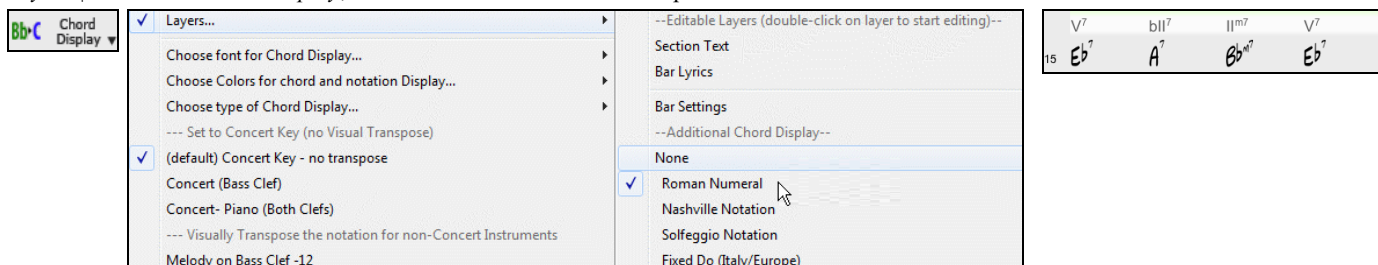 Bb•C Chord Display
Layers...
Choose font for Chord Display...
Choose Colors for chord and notation Display...
Choose type of Chord Display...
--- Set to Concert Key (no Visual Transpose)
(default) Concert Key - no transpose
Concert (Bass Clef)
Concert- Piano (Both Clefs)
--- Visually Transpose the notation for non-Concert Instruments
Melody on Bass Clef -12
--Editable Layers (double-click on layer to start editing)--
Section Text
Bar Lyrics
Bar Settings
--Additional Chord Display--
None
Roman Numeral
Nashville Notation
Solfeggio Notation
Fixed Do (Italy/Europe)
V7 bII7 IIm7 V7
15 Eb7 A7 Bbm7 Eb7